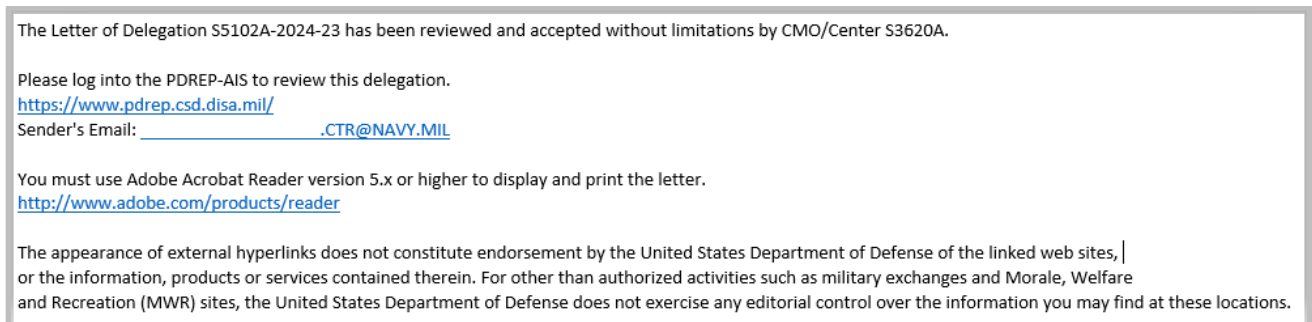 The Letter of Delegation S5102A-2024-23 has been reviewed and accepted without limitations by CMO/Center S3620A.
Please log into the PDREP-AIS to review this delegation.
https://www.pdrep.csd.disa.mil/
Sender's Email: .CTR@NAVY.MIL
You must use Adobe Acrobat Reader version 5.x or higher to display and print the letter.
http://www.adobe.com/products/reader
The appearance of external hyperlinks does not constitute endorsement by the United States Department of Defense of the linked web sites,
or the information, products or services contained therein. For other than authorized activities such as military exchanges and Morale, Welfare
and Recreation (MWR) sites, the United States Department of Defense does not exercise any editorial control over the information you may find at these locations.